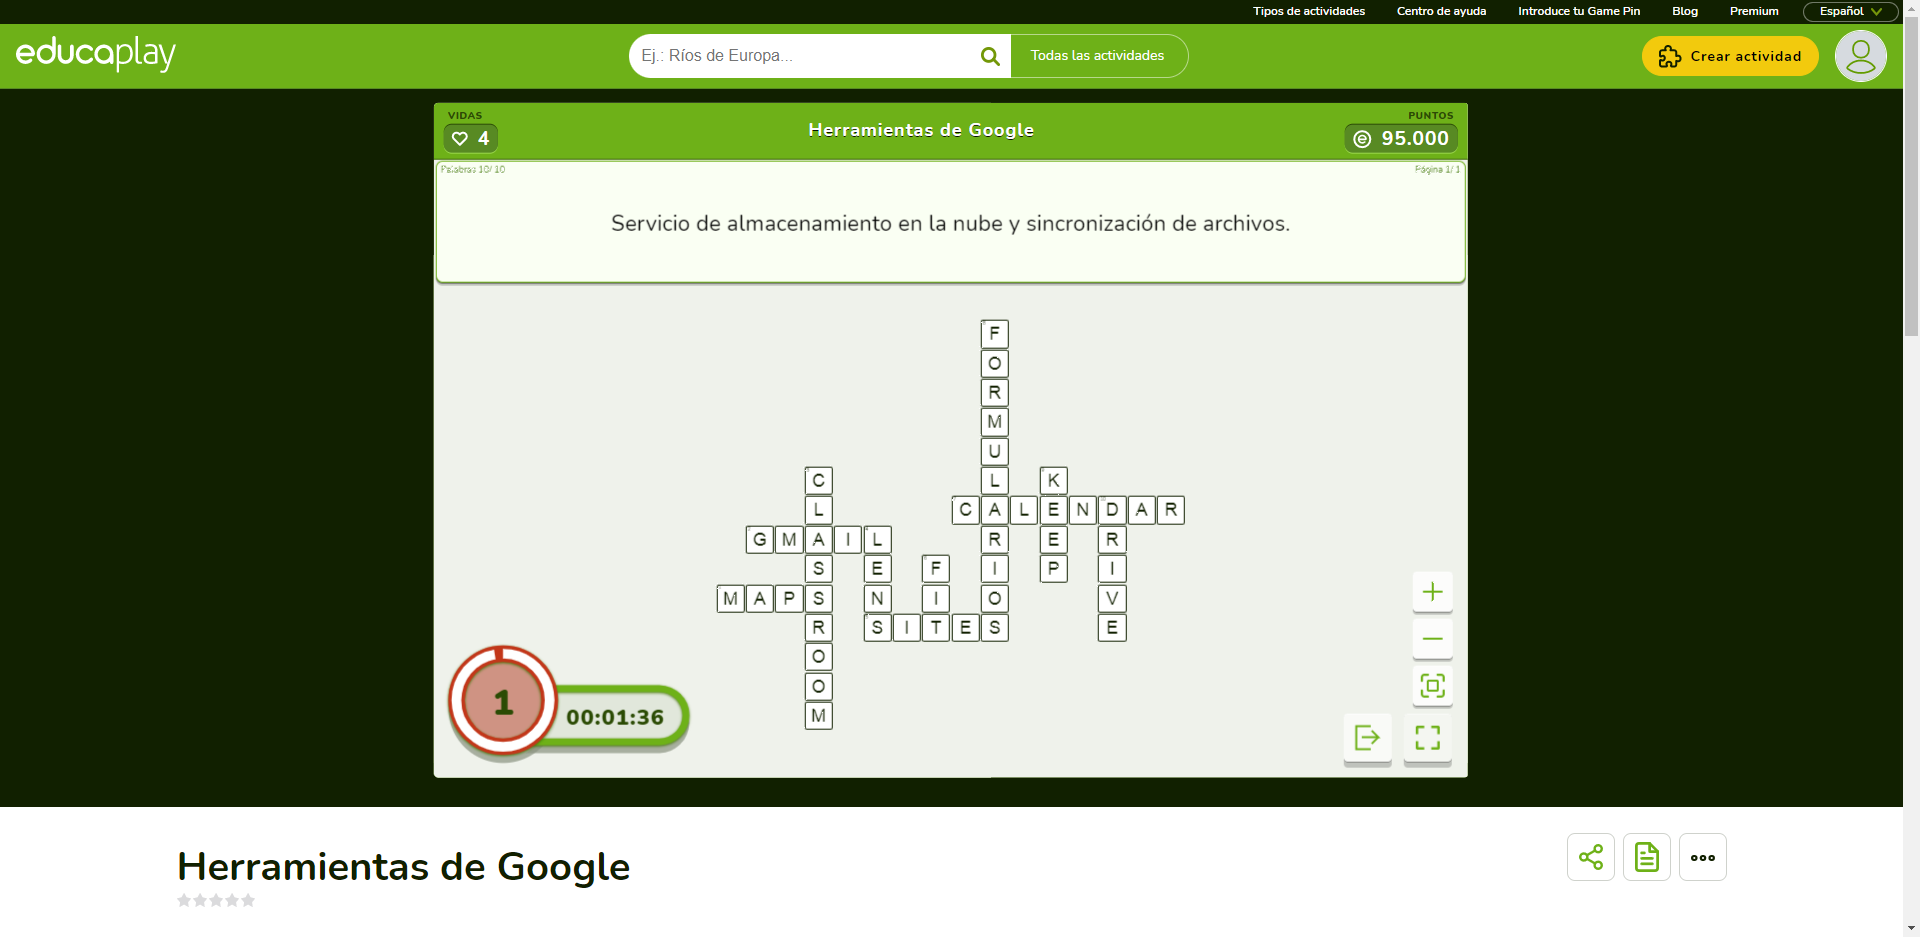 Tipos de actividades Centro de ayuda Introduce tu Game Pin Blog Premium Español
educaplay Ej.: Ríos de Europa... Todas las actividades Crear actividad
VIDAS
4
Herramientas de Google
PUNTOS
95.000
Palabras 10/ 10
Página 1/ 1
Servicio de almacenamiento en la nube y sincronización de archivos.
F
O
R
M
U
C L K
L C A L E N D A R
G M A I L R E R
S E F I P I
M A P S N I O V
R S I T E S E
O
O
M
1
00:01:36
Herramientas de Google